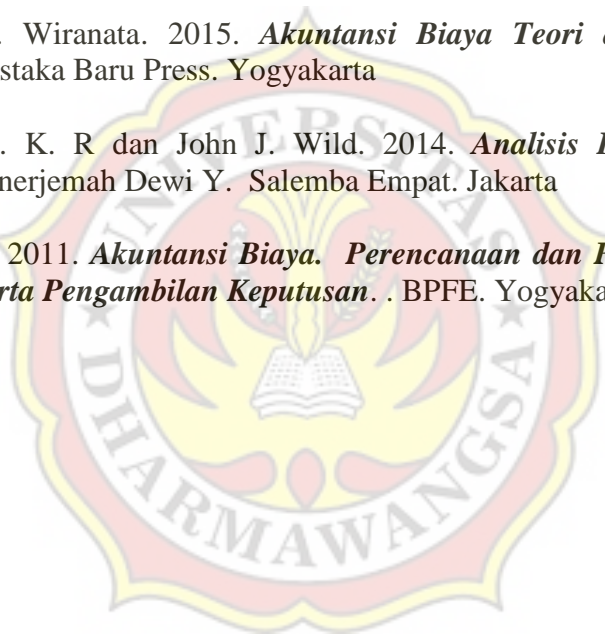 . Wiranata. 2015. Akuntansi Biaya Teori
staka Baru Press. Yogyakarta
. K. R dan John J. Wild. 2014. Analisis
nerjemah Dewi Y. Salemba Empat. Jakarta
2011. Akuntansi Biaya. Perencanaan dan
rta Pengambilan Keputusan. . BPFE. Yogyaka
UNIVERSITAS
DHARMAWANGSA